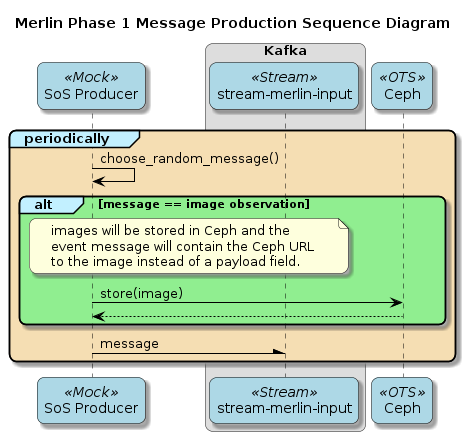 Merlin Phase 1 Message Production Sequence Diagram
Kafka
«Mock»
SoS Producer
«Stream»
stream-merlin-input
«OTS»
Ceph
periodically
choose_random_message()
alt [message == image observation]
images will be stored in Ceph and the
event message will contain the Ceph URL
to the image instead of a payload field.
store(image)
message
«Mock»
SoS Producer
«Stream»
stream-merlin-input
«OTS»
Ceph